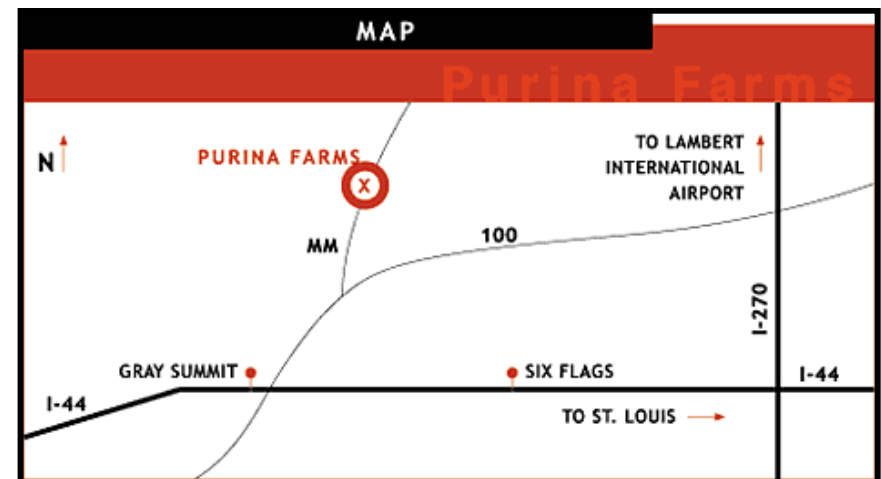 MAP
Purina Farms
N
PURINA FARMS
X
TO LAMBERT
INTERNATIONAL
AIRPORT
MM
100
I-270
GRAY SUMMIT
SIX FLAGS
I-44
I-44
TO ST. LOUIS